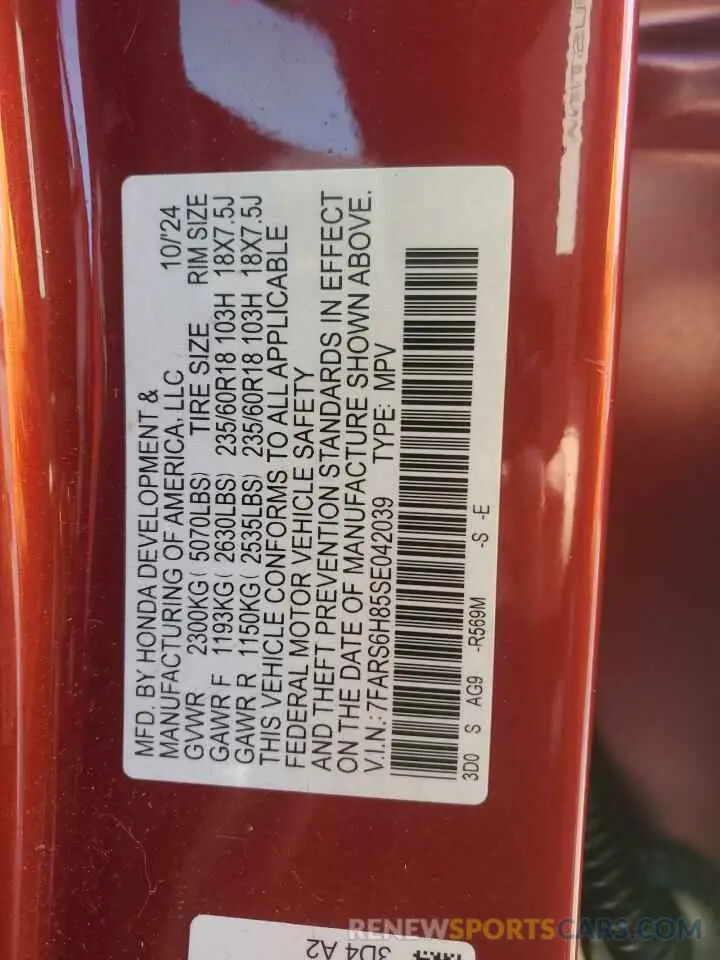 MFD. BY HONDA DEVELOPMENT &
MANUFACTURING OF AMERICA, LLC 10/'24
GVWR 2300KG( 5070LBS) TIRE SIZE RIM SIZE
GAWR F 1193KG( 2630LBS) 235/60R18 103H 18X7.5J
GAWR R 1150KG( 2535LBS) 235/60R18 103H 18X7.5J
THIS VEHICLE CONFORMS TO ALL APPLICABLE
FEDERAL MOTOR VEHICLE SAFETY
AND THEFT PREVENTION STANDARDS IN EFFECT
ON THE DATE OF MANUFACTURE SHOWN ABOVE.
V.I.N.:7FARS6H85SE042039 TYPE: MPV
3D0 S AG9 -R569M -S -E
3D4 A2
RENEWSPORTSCARS.COM